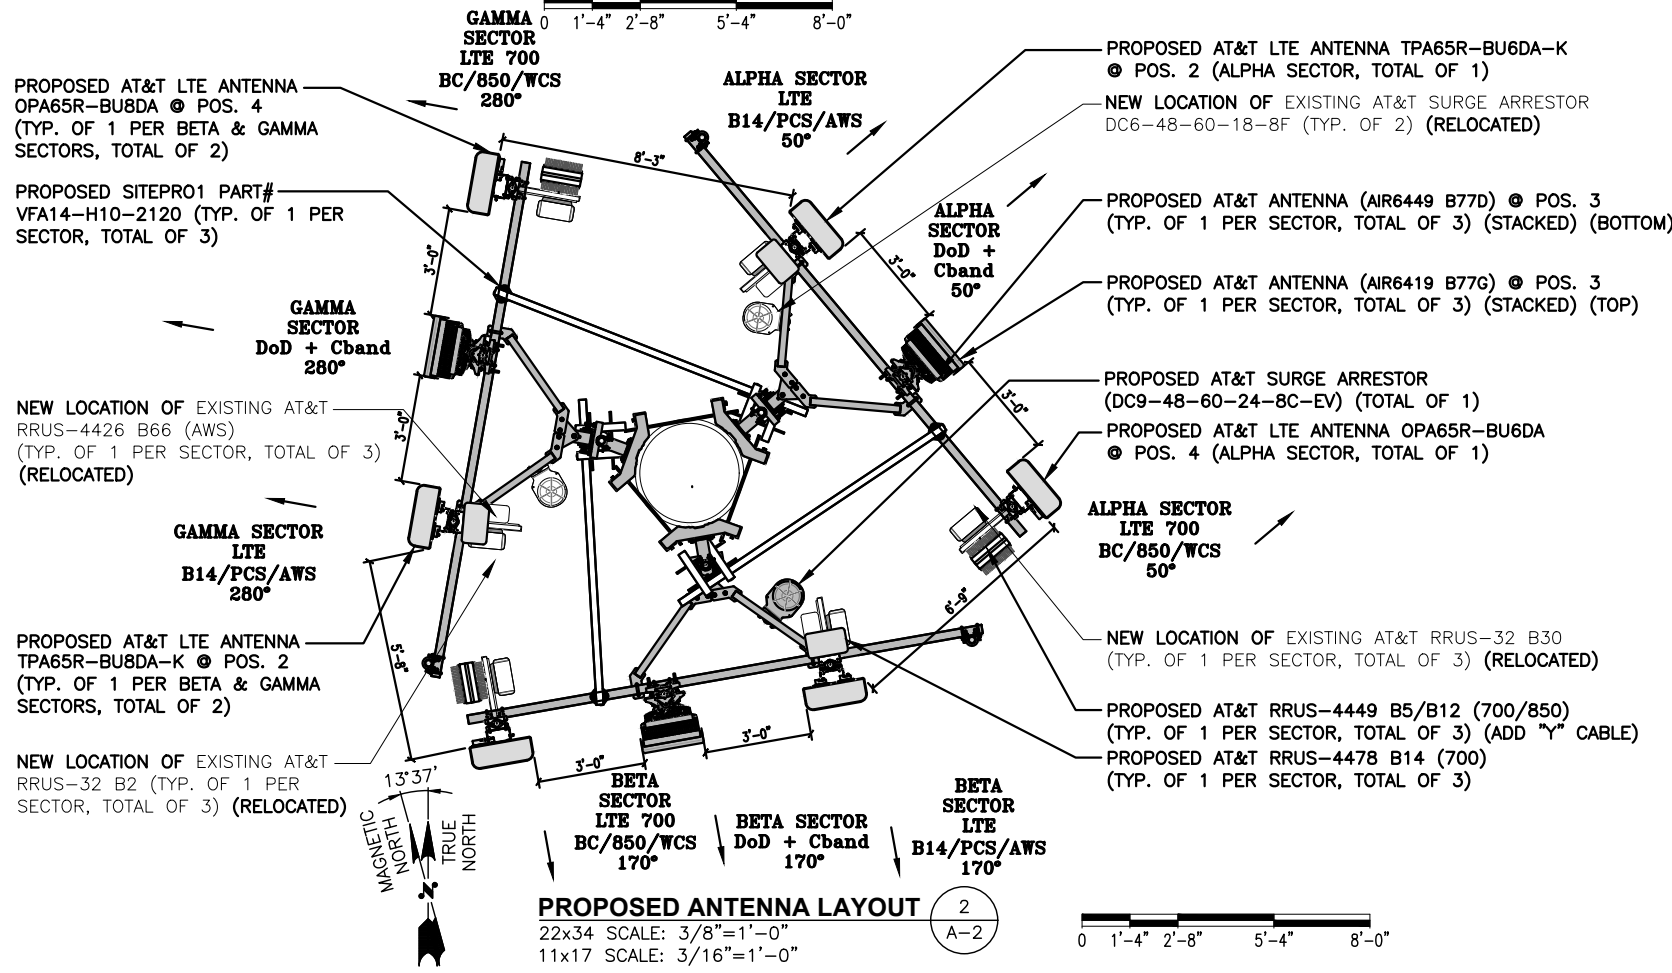 0 1'-4" 2'-8" 5'-4" 8'-0"
GAMMA
SECTOR
LTE 700
BC/850/WCS
280°
ALPHA SECTOR
LTE
B14/PCS/AWS
50°
PROPOSED AT&T LTE ANTENNA
OPA65R-BU8DA @ POS. 4
(TYP. OF 1 PER BETA & GAMMA
SECTORS, TOTAL OF 2)
PROPOSED SITEPRO1 PART#
VFA14-H10-2120 (TYP. OF 1 PER
SECTOR, TOTAL OF 3)
8'-3"
3'-0"
GAMMA
SECTOR
DoD + Cband
280°
NEW LOCATION OF EXISTING AT&T
RRUS-4426 B66 (AWS)
(TYP. OF 1 PER SECTOR, TOTAL OF 3)
(RELOCATED)
3'-0"
GAMMA SECTOR
LTE
B14/PCS/AWS
280°
PROPOSED AT&T LTE ANTENNA
TPA65R-BU8DA-K @ POS. 2
(TYP. OF 1 PER BETA & GAMMA
SECTORS, TOTAL OF 2)
5'-8"
NEW LOCATION OF EXISTING AT&T
RRUS-32 B2 (TYP. OF 1 PER
SECTOR, TOTAL OF 3) (RELOCATED)
PROPOSED AT&T LTE ANTENNA TPA65R-BU6DA-K
@ POS. 2 (ALPHA SECTOR, TOTAL OF 1)
NEW LOCATION OF EXISTING AT&T SURGE ARRESTOR
DC6-48-60-18-8F (TYP. OF 2) (RELOCATED)
ALPHA
SECTOR
DoD +
Cband
50°
3'-0"
PROPOSED AT&T ANTENNA (AIR6449 B77D) @ POS. 3
(TYP. OF 1 PER SECTOR, TOTAL OF 3) (STACKED) (BOTTOM)
PROPOSED AT&T ANTENNA (AIR6419 B77G) @ POS. 3
(TYP. OF 1 PER SECTOR, TOTAL OF 3) (STACKED) (TOP)
3'-0"
PROPOSED AT&T SURGE ARRESTOR
(DC9-48-60-24-8C-EV) (TOTAL OF 1)
PROPOSED AT&T LTE ANTENNA OPA65R-BU6DA
@ POS. 4 (ALPHA SECTOR, TOTAL OF 1)
ALPHA SECTOR
LTE 700
BC/850/WCS
50°
6'-9"
NEW LOCATION OF EXISTING AT&T RRUS-32 B30
(TYP. OF 1 PER SECTOR, TOTAL OF 3) (RELOCATED)
PROPOSED AT&T RRUS-4449 B5/B12 (700/850)
(TYP. OF 1 PER SECTOR, TOTAL OF 3) (ADD "Y" CABLE)
PROPOSED AT&T RRUS-4478 B14 (700)
(TYP. OF 1 PER SECTOR, TOTAL OF 3)
3'-0"
3'-0"
BETA
SECTOR
LTE 700
BC/850/WCS
170°
BETA SECTOR
DoD + Cband
170°
BETA
SECTOR
LTE
B14/PCS/AWS
170°
13°37'
MAGNETIC
NORTH
TRUE
NORTH
N
PROPOSED ANTENNA LAYOUT
22x34 SCALE: 3/8"=1'-0"
11x17 SCALE: 3/16"=1'-0"
2
A-2
0 1'-4" 2'-8" 5'-4" 8'-0"